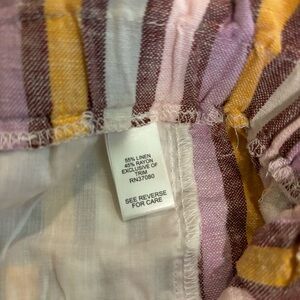 55% LINEN
45% RAYON
EXCLUSIVE OF
TRIM
RN37080
SEE REVERSE
FOR CARE